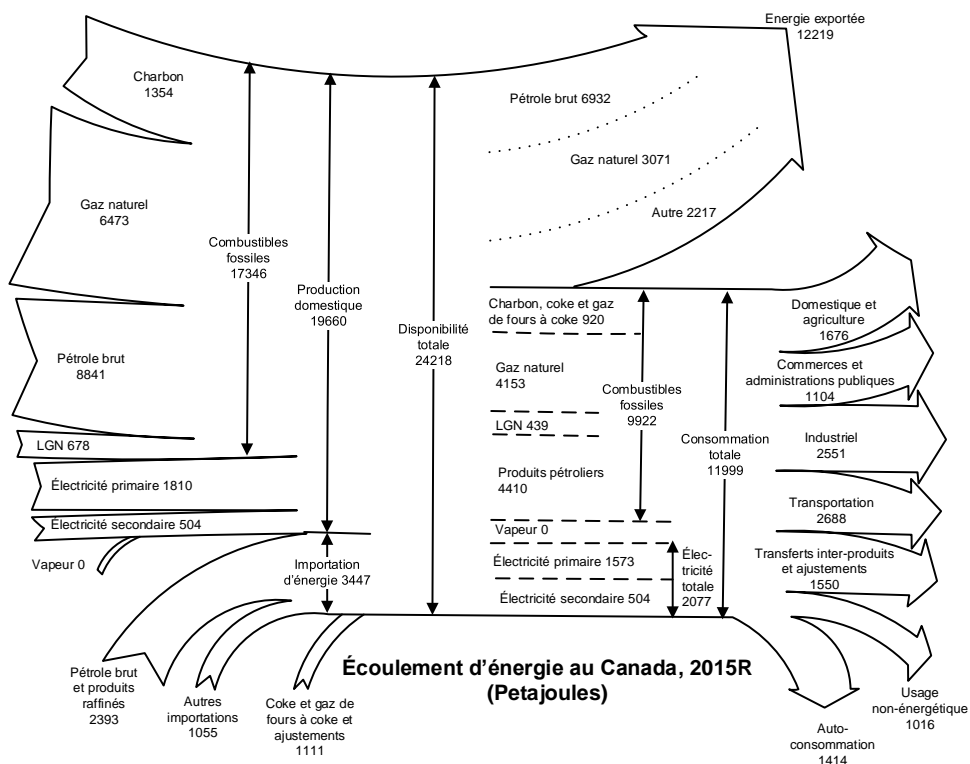 Energie exportée
12219
Charbon
1354
Pétrole brut 6932
Gaz naturel 3071
Gaz naturel
6473
Autre 2217
Combustibles
fossiles
17346
Production
domestique
19660
Disponibilité
totale
24218
Charbon, coke et gaz
de fours à coke 920
Domestique et
agriculture
1676
Pétrole brut
8841
Gaz naturel
4153
Commerces et
administrations publiques
1104
Combustibles
fossiles
9922
LGN 439
LGN 678
Consommation
totale
11999
Industriel
2551
Produits pétroliers
4410
Électricité primaire 1810
Transportation
2688
Électricité secondaire 504
Vapeur 0
Vapeur 0
Importation
d'énergie 3447
Électricité primaire 1573
Élec-
tricité
totale
2077
Transferts inter-produits
et ajustements
1550
Électricité secondaire 504
Écoulement d'énergie au Canada, 2015R
(Petajoules)
Pétrole brut
et produits
raffinés
2393
Autres
importations
1055
Coke et gaz de
fours à coke et
ajustements
1111
Usage
non-énergétique
1016
Auto-
consommation
1414